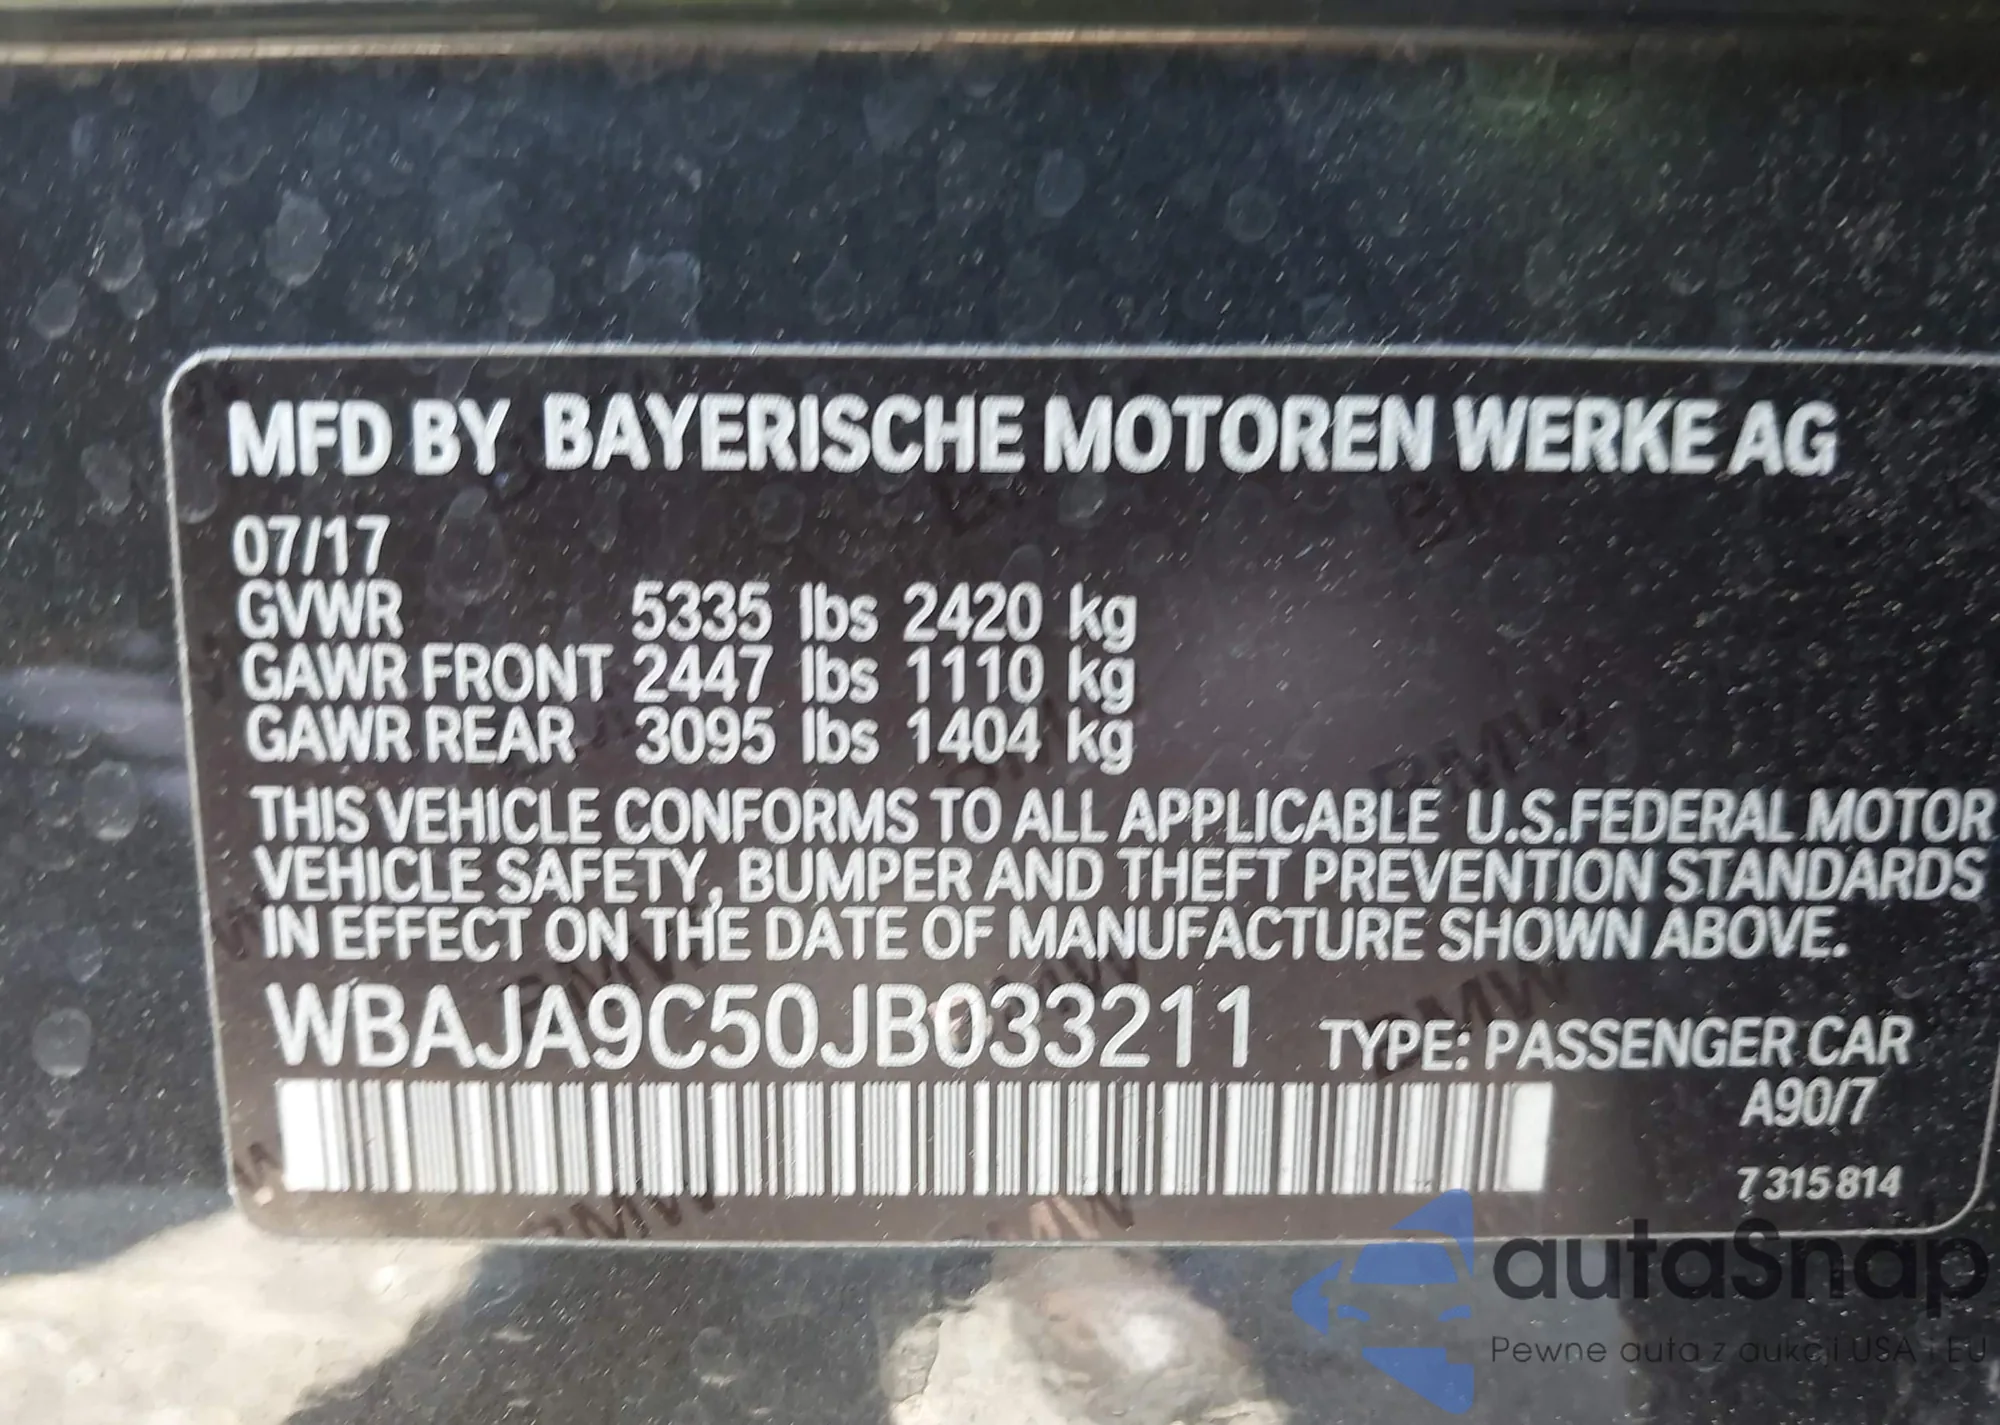 MFD BY BAYERISCHE MOTOREN WERKE AG
07/17
GVWR 5335 lbs 2420 kg
GAWR FRONT 2447 lbs 1110 kg
GAWR REAR 3095 lbs 1404 kg
THIS VEHICLE CONFORMS TO ALL APPLICABLE U.S.FEDERAL MOTOR
VEHICLE SAFETY, BUMPER AND THEFT PREVENTION STANDARDS
IN EFFECT ON THE DATE OF MANUFACTURE SHOWN ABOVE.
WBAJA9C50JB033211 TYPE: PASSENGER CAR
A90/7
7 315 814
autaSnap
Pewne auta z aukcji USA i EU